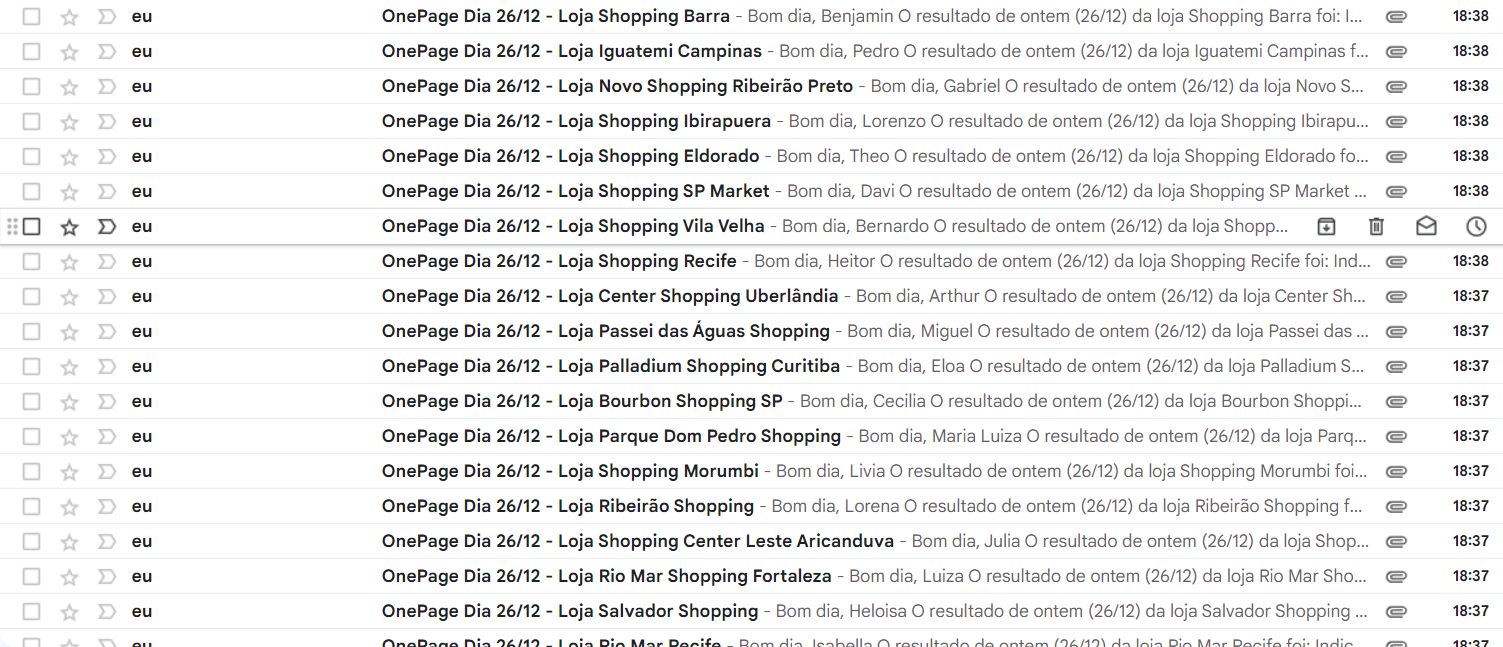 eu OnePage Dia 26/12 - Loja Shopping Barra - Bom dia, Benjamin O resultado de ontem (26/12) da loja Shopping Barra foi: I... 18:38
eu OnePage Dia 26/12 - Loja Iguatemi Campinas - Bom dia, Pedro O resultado de ontem (26/12) da loja Iguatemi Campinas f... 18:38
eu OnePage Dia 26/12 - Loja Novo Shopping Ribeirão Preto - Bom dia, Gabriel O resultado de ontem (26/12) da loja Novo S... 18:38
eu OnePage Dia 26/12 - Loja Shopping Ibirapuera - Bom dia, Lorenzo O resultado de ontem (26/12) da loja Shopping Ibirapu... 18:38
eu OnePage Dia 26/12 - Loja Shopping Eldorado - Bom dia, Theo O resultado de ontem (26/12) da loja Shopping Eldorado fo... 18:38
eu OnePage Dia 26/12 - Loja Shopping SP Market - Bom dia, Davi O resultado de ontem (26/12) da loja Shopping SP Market ... 18:38
eu OnePage Dia 26/12 - Loja Shopping Vila Velha - Bom dia, Bernardo O resultado de ontem (26/12) da loja Shopp...
eu OnePage Dia 26/12 - Loja Shopping Recife - Bom dia, Heitor O resultado de ontem (26/12) da loja Shopping Recife foi: Ind... 18:38
eu OnePage Dia 26/12 - Loja Center Shopping Uberlândia - Bom dia, Arthur O resultado de ontem (26/12) da loja Center Sh... 18:37
eu OnePage Dia 26/12 - Loja Passei das Águas Shopping - Bom dia, Miguel O resultado de ontem (26/12) da loja Passei das ... 18:37
eu OnePage Dia 26/12 - Loja Palladium Shopping Curitiba - Bom dia, Eloa O resultado de ontem (26/12) da loja Palladium S... 18:37
eu OnePage Dia 26/12 - Loja Bourbon Shopping SP - Bom dia, Cecilia O resultado de ontem (26/12) da loja Bourbon Shoppi... 18:37
eu OnePage Dia 26/12 - Loja Parque Dom Pedro Shopping - Bom dia, Maria Luiza O resultado de ontem (26/12) da loja Parq... 18:37
eu OnePage Dia 26/12 - Loja Shopping Morumbi - Bom dia, Livia O resultado de ontem (26/12) da loja Shopping Morumbi foi... 18:37
eu OnePage Dia 26/12 - Loja Ribeirão Shopping - Bom dia, Lorena O resultado de ontem (26/12) da loja Ribeirão Shopping f... 18:37
eu OnePage Dia 26/12 - Loja Shopping Center Leste Aricanduva - Bom dia, Julia O resultado de ontem (26/12) da loja Shop... 18:37
eu OnePage Dia 26/12 - Loja Rio Mar Shopping Fortaleza - Bom dia, Luiza O resultado de ontem (26/12) da loja Rio Mar Sho... 18:37
eu OnePage Dia 26/12 - Loja Salvador Shopping - Bom dia, Heloisa O resultado de ontem (26/12) da loja Salvador Shopping ... 18:37
eu OnePage Dia 26/12 - Loja Rio Mar Recife - Bom dia, Isabella O resultado de ontem (26/12) da loja Rio Mar Recife foi: Indic... 18:37